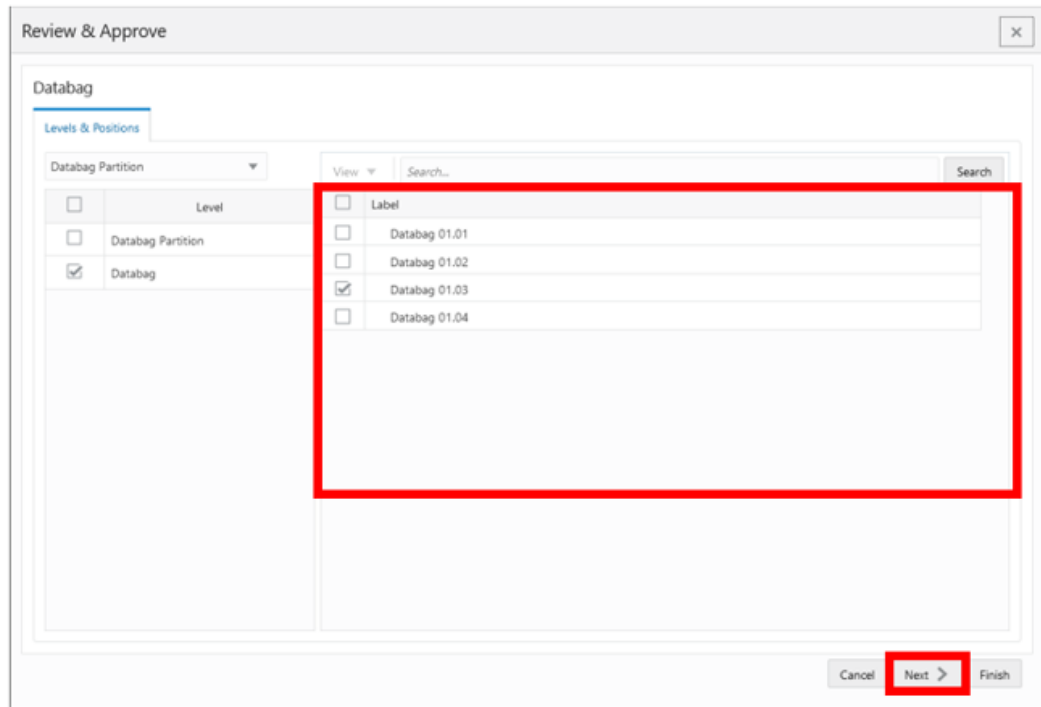 Review & Approve
Databag
Levels & Positions
Databag Partition
View
Search...
Search
Level
Databag Partition
Databag
Label
Databag 01.01
Databag 01.02
Databag 01.03
Databag 01.04
Cancel
Next
Finish